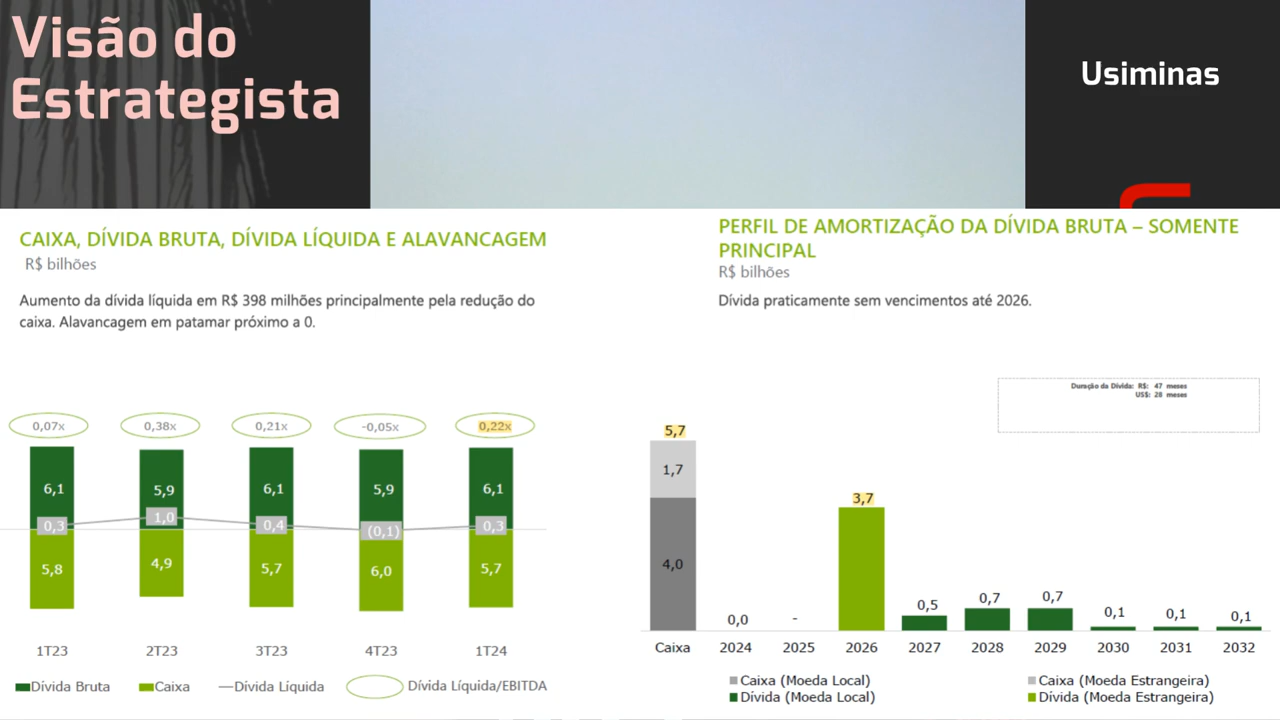 Visão do
Estrategista
Usiminas
CAIXA, DÍVIDA BRUTA, DÍVIDA LÍQUIDA E ALAVANCAGEM
R$ bilhões
Aumento da dívida líquida em R$ 398 milhões principalmente pela redução do
caixa. Alavancagem em patamar próximo a 0.
0,07x 0,38x 0,21x -0,05x 0,22x
6,1 5,9 6,1 5,9 6,1
0,3 1,0 0,4 (0,1) 0,3
5,8 4,9 5,7 6,0 5,7
1T23 2T23 3T23 4T23 1T24
Dívida Bruta Caixa Dívida Líquida Dívida Líquida/EBITDA
PERFIL DE AMORTIZAÇÃO DA DÍVIDA BRUTA – SOMENTE
PRINCIPAL
R$ bilhões
Dívida praticamente sem vencimentos até 2026.
Duração da Dívida: R$: 47 meses
US$: 28 meses
5,7
1,7
4,0
0,0 - 3,7 0,5 0,7 0,7 0,1 0,1 0,1
Caixa 2024 2025 2026 2027 2028 2029 2030 2031 2032
Caixa (Moeda Local) Caixa (Moeda Estrangeira)
Dívida (Moeda Local) Dívida (Moeda Estrangeira)